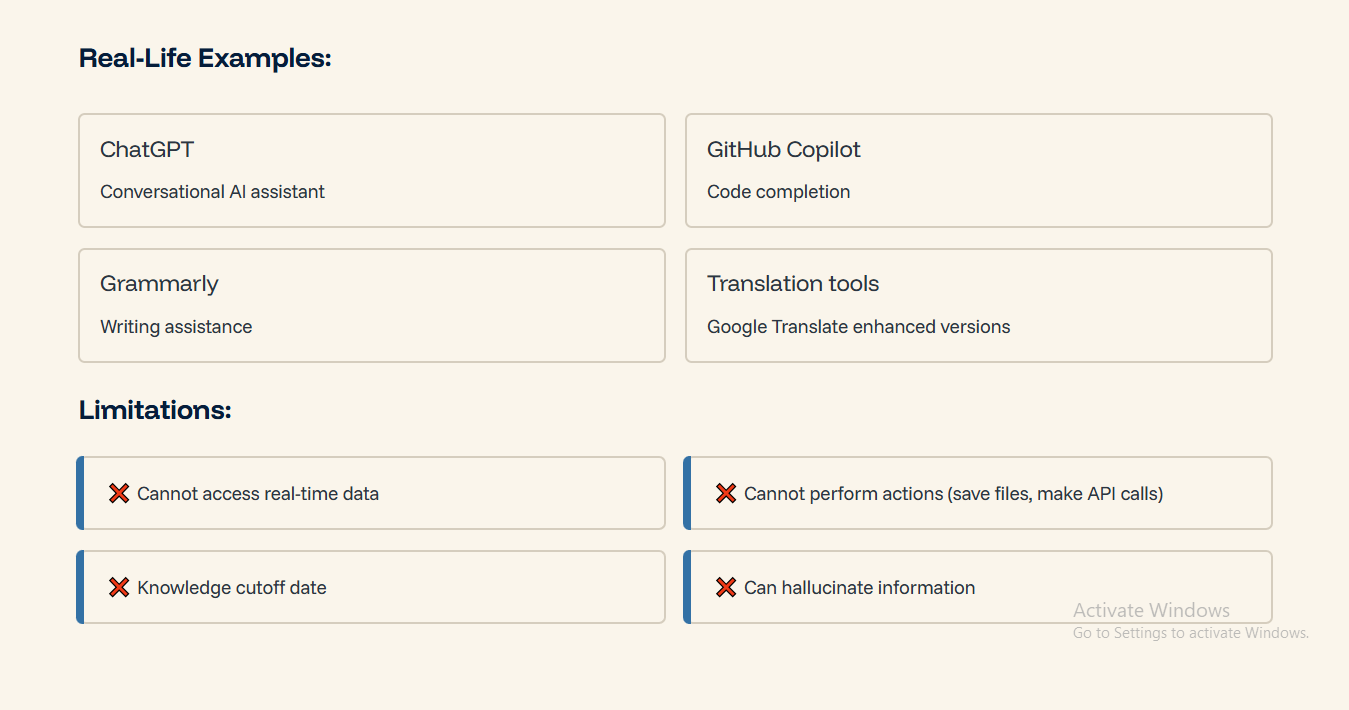 Real-Life Examples:
ChatGPT
Conversational AI assistant
GitHub Copilot
Code completion
Grammarly
Writing assistance
Translation tools
Google Translate enhanced versions
Limitations:
❌ Cannot access real-time data
❌ Cannot perform actions (save files, make API calls)
❌ Knowledge cutoff date
❌ Can hallucinate information
Activate Windows
Go to Settings to activate Windows.